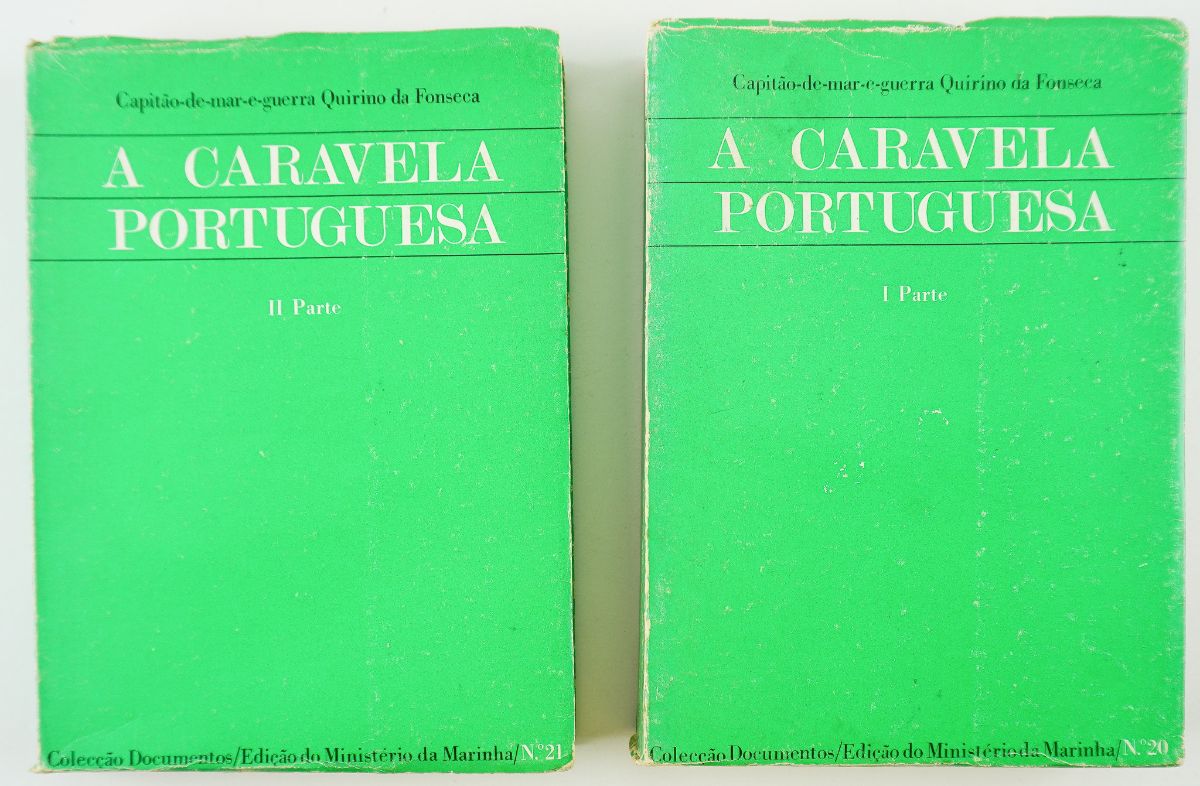 Capitão-de-mar-e-guerra Quirino da Fonseca
A CARAVELA
PORTUGUESA
II Parte
Colecção Documentos/Edição do Ministério da Marinha/N.º 21
Capitão-de-mar-e-guerra Quirino da Fonseca
A CARAVELA
PORTUGUESA
I Parte
Colecção Documentos/Edição do Ministério da Marinha/N.º 20